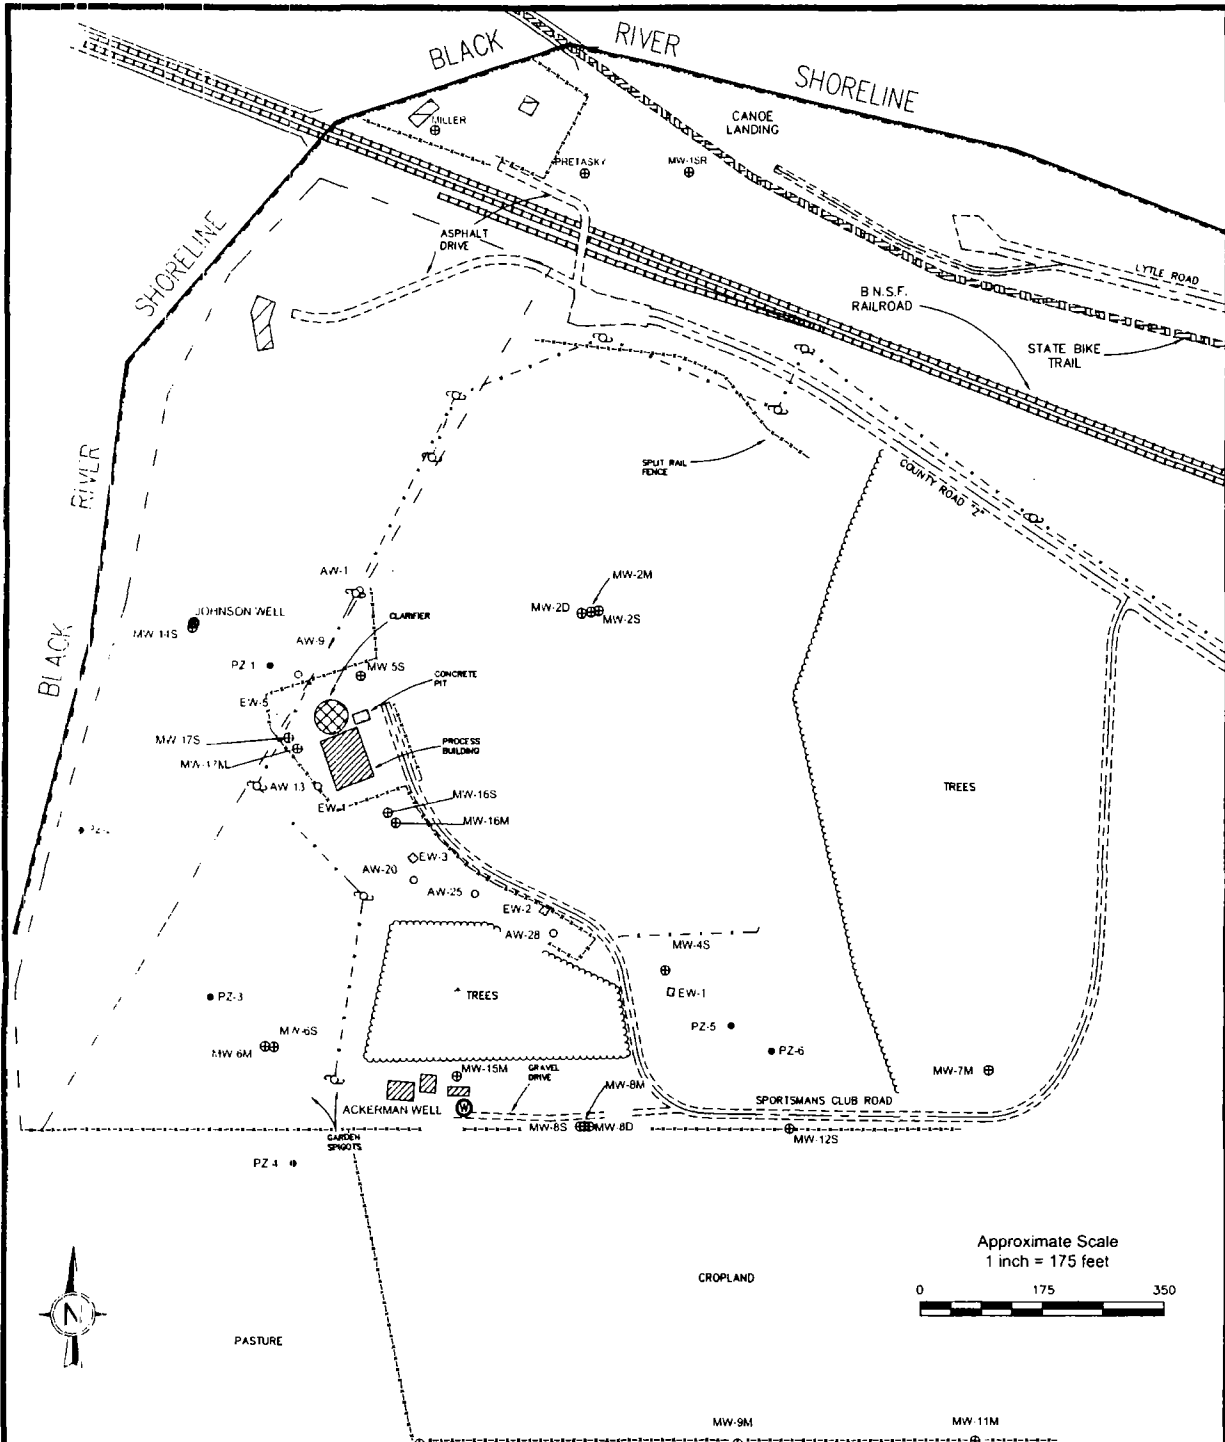 BLACK
RIVER
SHORELINE
CANOE
LANDING
MILLER
PRETASKY
MW-1SR
SHORELINE
ASPHALT
DRIVE
LYTLE ROAD
B.N.S.F.
RAILROAD
STATE BIKE
TRAIL
SPLIT RAIL
FENCE
COUNTY ROAD "Z"
RIVER
BLACK
AW-1
MW-2M
MW-2D
MW-2S
JOHNSON WELL
MW-14S
CLARIFIER
AW-9
PZ-1
MW-5S
CONCRETE
PIT
EW-5
MW-17S
PROCESS
BUILDING
MW-17M
AW-13
TREES
MW-16S
MW-16M
EW-3
AW-20
AW-25
EW-2
AW-28
MW-4S
EW-1
TREES
PZ-3
PZ-5
PZ-6
MW-6S
MW-6M
MW-15M
GRAVEL
DRIVE
MW-8M
MW-7M
ACKERMAN WELL
W
SPORTSMANS CLUB ROAD
MW-8S
MW-8D
MW-12S
GARDEN
SPIGOTS
PZ-4
Approximate Scale
1 inch = 175 feet
0 175 350
CROPLAND
N
PASTURE
MW-9M
MW-11M